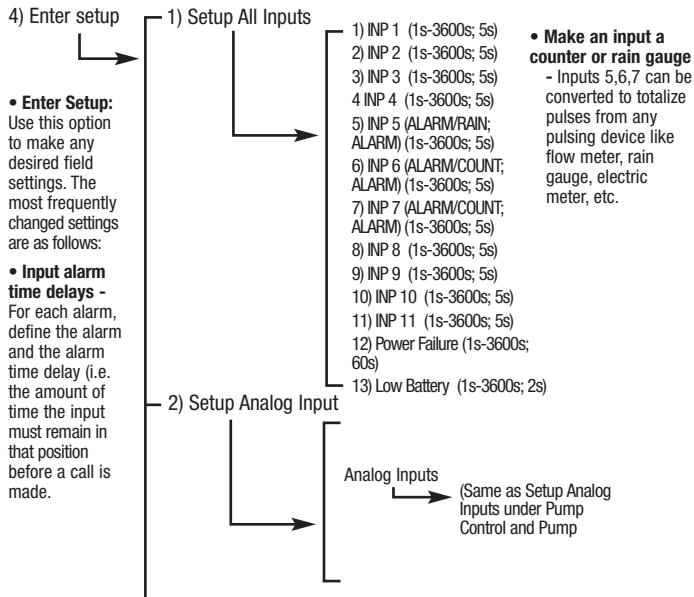 4) Enter setup
• Enter Setup:
Use this option
to make any
desired field
settings. The
most frequently
changed settings
are as follows:
• Input alarm
time delays -
For each alarm,
define the alarm
and the alarm
time delay (i.e.
the amount of
time the input
must remain in
that position
before a call is
made.
1) Setup All Inputs
1) INP 1 (1s-3600s; 5s)
2) INP 2 (1s-3600s; 5s)
3) INP 3 (1s-3600s; 5s)
4 INP 4 (1s-3600s; 5s)
5) INP 5 (ALARM/RAIN;
ALARM) (1s-3600s; 5s)
6) INP 6 (ALARM/COUNT;
ALARM) (1s-3600s; 5s)
7) INP 7 (ALARM/COUNT;
ALARM) (1s-3600s; 5s)
8) INP 8 (1s-3600s; 5s)
9) INP 9 (1s-3600s; 5s)
10) INP 10 (1s-3600s; 5s)
11) INP 11 (1s-3600s; 5s)
12) Power Failure (1s-3600s;
60s)
13) Low Battery (1s-3600s; 2s)
• Make an input a
counter or rain gauge
- Inputs 5,6,7 can be
converted to totalize
pulses from any
pulsing device like
flow meter, rain
gauge, electric
meter, etc.
2) Setup Analog Input
Analog Inputs
(Same as Setup Analog
Inputs under Pump
Control and Pump